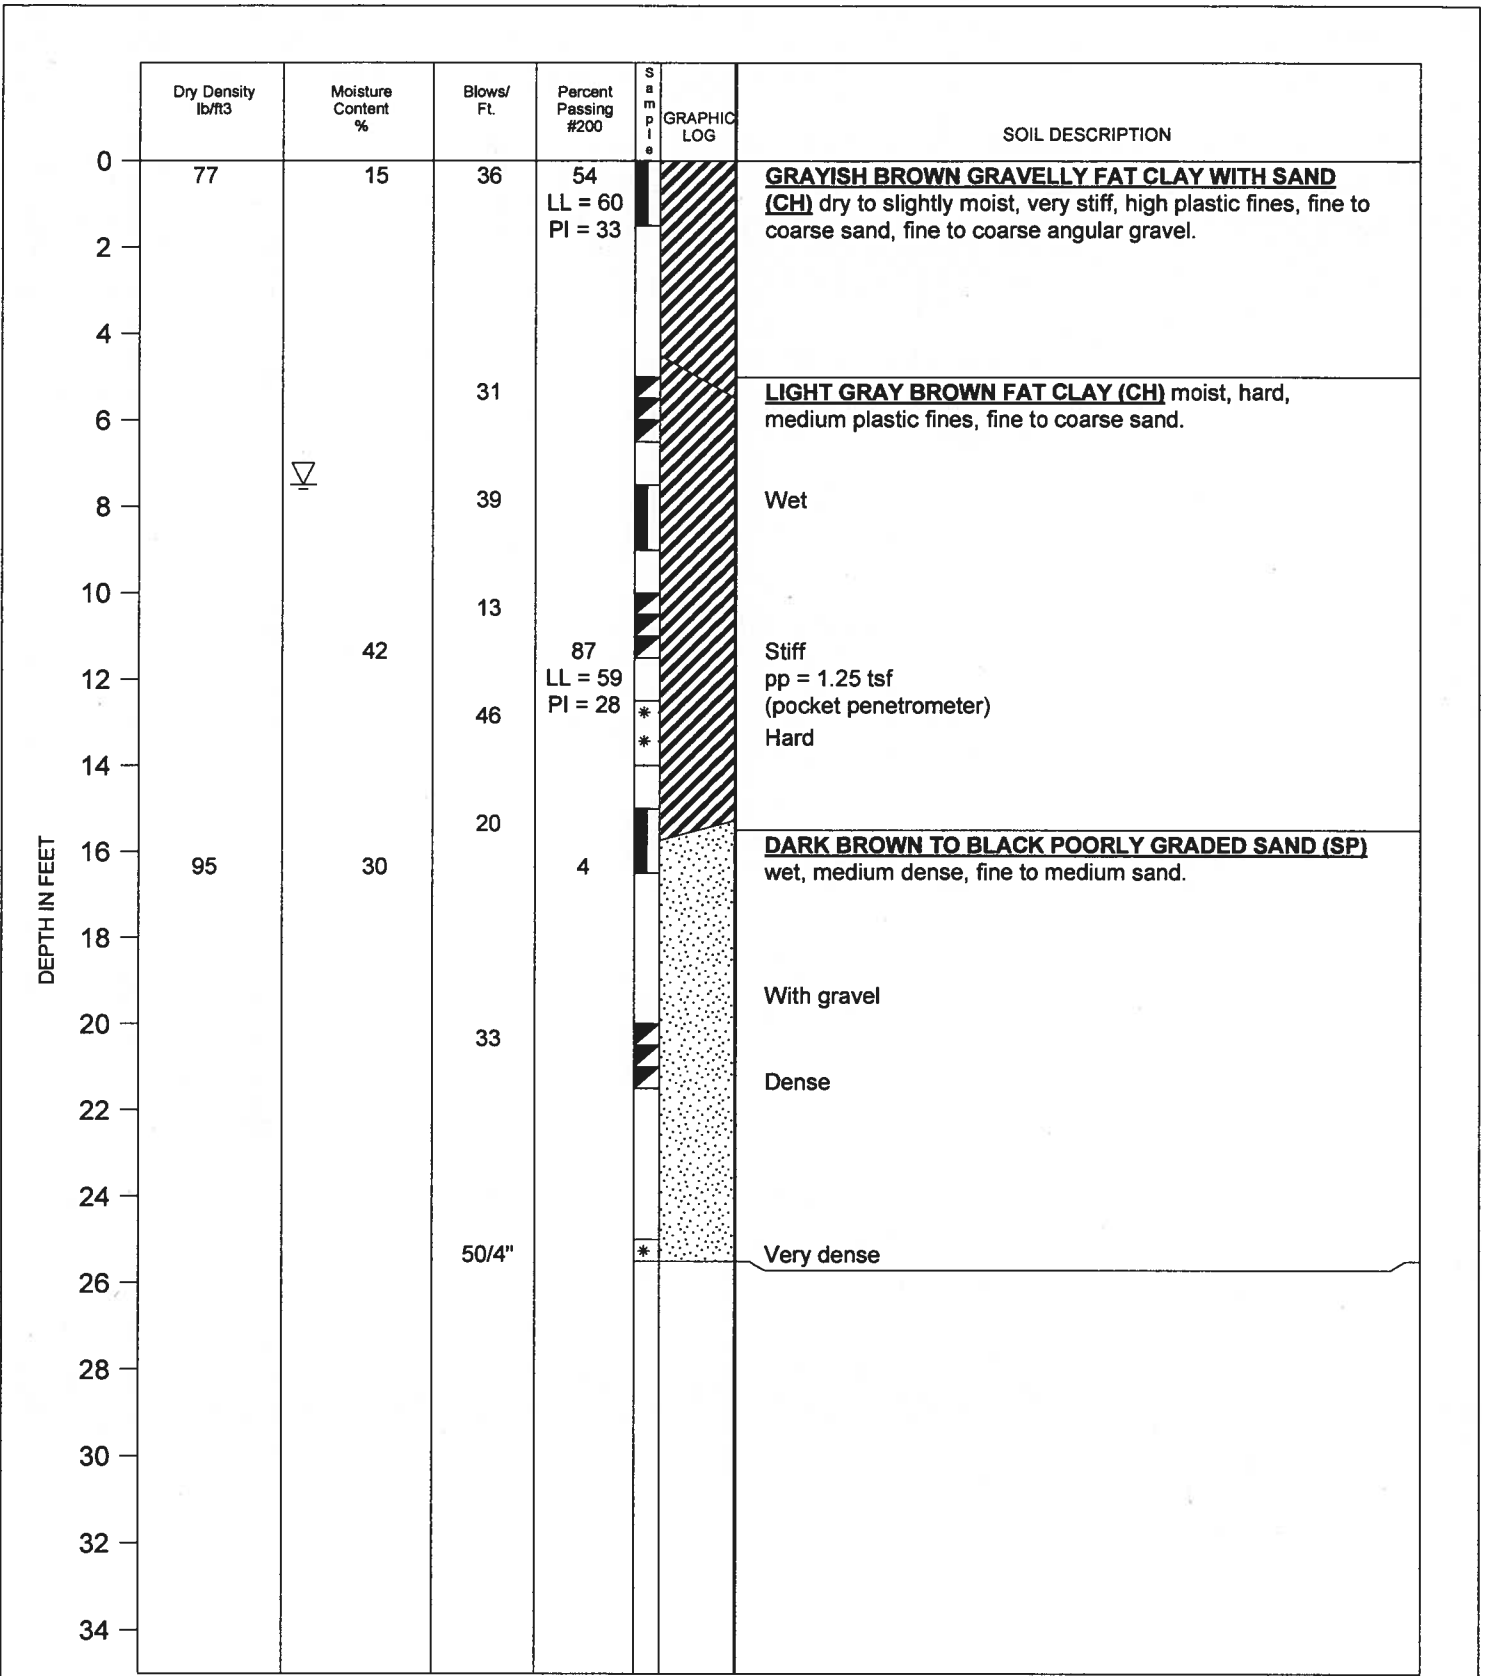 Dry Density
lb/ft3
Moisture
Content
%
Blows/
Ft.
Percent
Passing
#200
Sample
GRAPHIC
LOG
SOIL DESCRIPTION
0
77
15
36
54
LL = 60
PI = 33
GRAYISH BROWN GRAVELLY FAT CLAY WITH SAND
(CH) dry to slightly moist, very stiff, high plastic fines, fine to
coarse sand, fine to coarse angular gravel.
2
4
31
LIGHT GRAY BROWN FAT CLAY (CH) moist, hard,
medium plastic fines, fine to coarse sand.
6
8
39
Wet
10
13
42
87
LL = 59
PI = 28
Stiff
pp = 1.25 tsf
(pocket penetrometer)
12
46
*
*
Hard
14
20
DEPTH IN FEET
16
95
30
4
DARK BROWN TO BLACK POORLY GRADED SAND (SP)
wet, medium dense, fine to medium sand.
18
With gravel
20
33
Dense
22
24
50/4"
*
Very dense
26
28
30
32
34